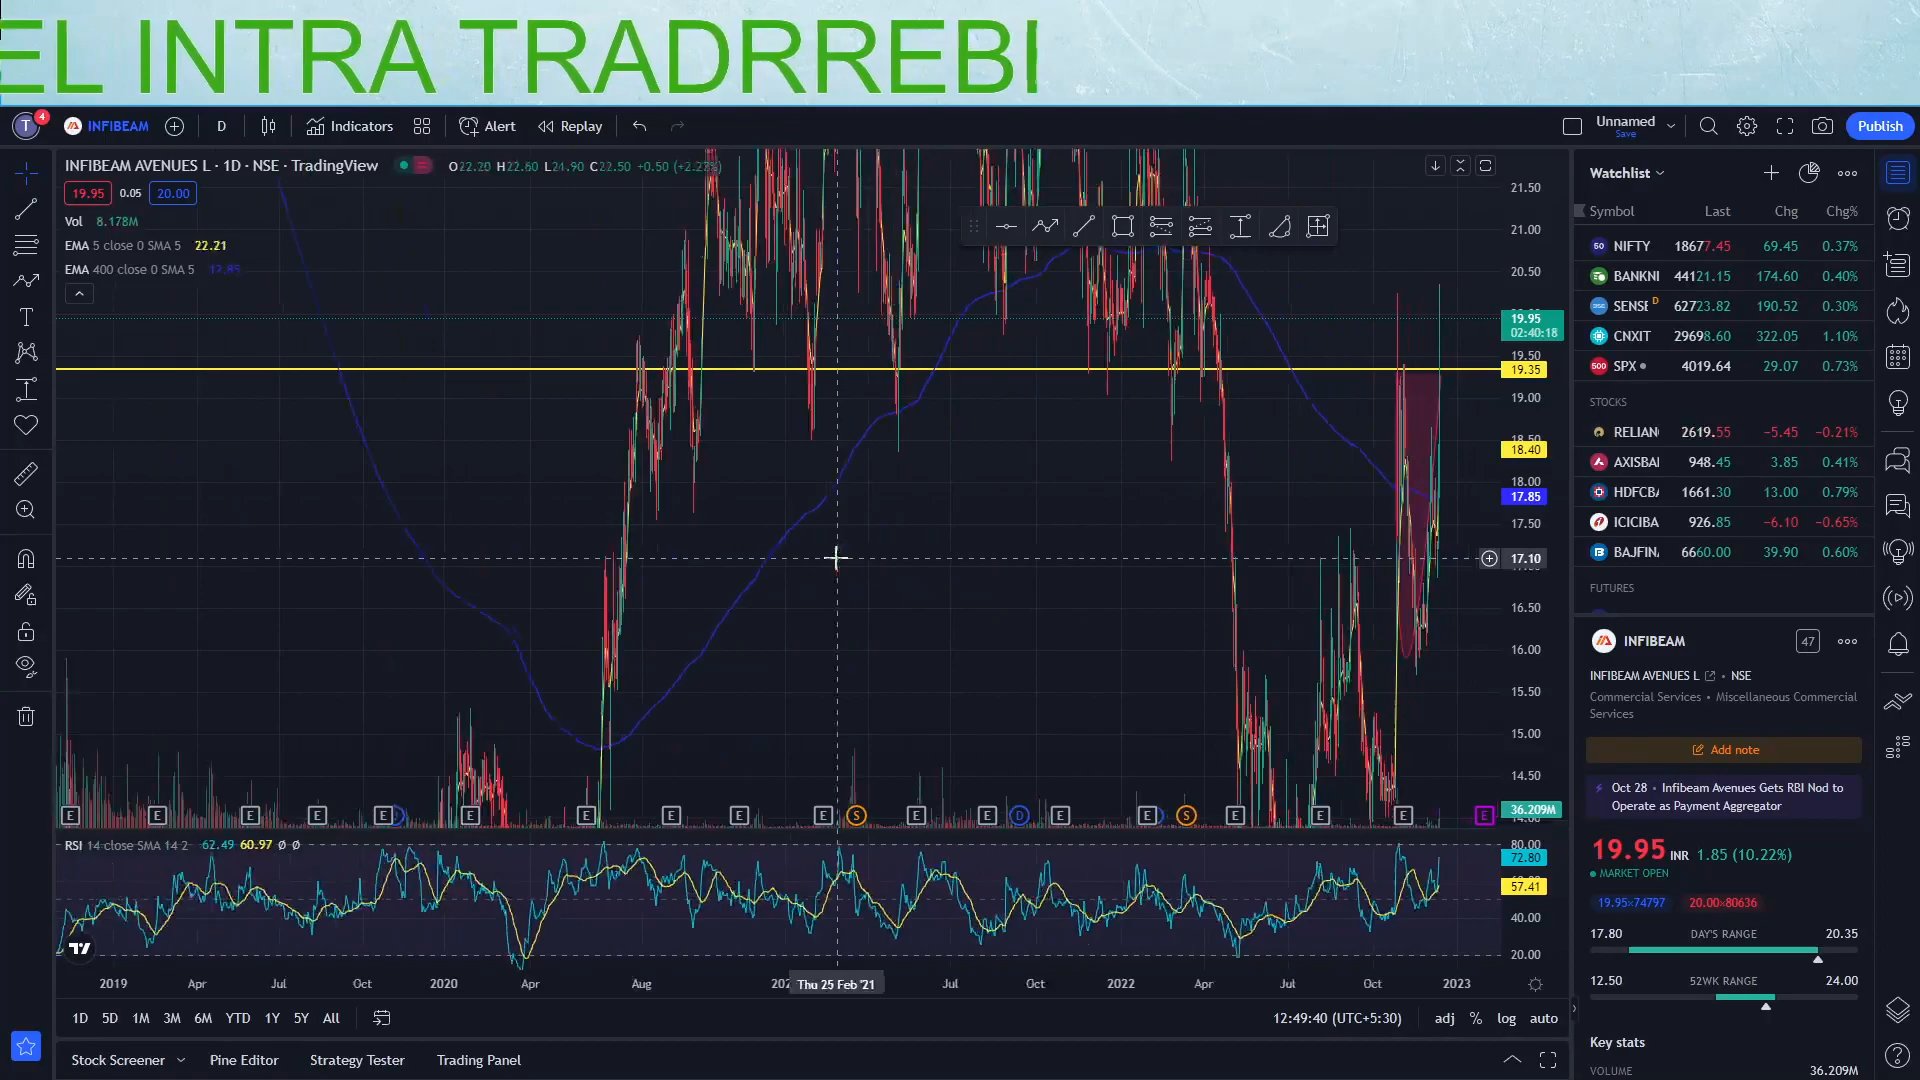 EL INTRA TRADRREBI
T 4 INFIBEAM D Indicators Alert Replay Unnamed Save Publish
INFIBEAM AVENUES L · 1D · NSE · TradingView O22.20 H22.80 L21.90 C22.50 +0.50 (+2.27%)
19.95 0.05 20.00
Vol 8.178M
EMA 5 close 0 SMA 5 22.21
EMA 400 close 0 SMA 5
21.50
21.00
20.50
19.95
02:40:18
19.50
19.35
19.00
18.50
18.40
18.00
17.85
17.50
17.10
16.50
16.00
15.50
15.00
14.50
36.209M
E E E E E E E E E E S E E D E E S E E E E
RSI 14 close SMA 14 2 62.49 60.97 Ø Ø
80.00
72.80
57.41
40.00
20.00
2019 Apr Jul Oct 2020 Apr Aug Thu 25 Feb '21 Jul Oct 2022 Apr Jul Oct 2023
1D 5D 1M 3M 6M YTD 1Y 5Y All 12:49:40 (UTC+5:30) adj % log auto
Stock Screener Pine Editor Strategy Tester Trading Panel
Watchlist
Symbol Last Chg Chg%
50 NIFTY 18677.45 69.45 0.37%
BANKNI 44121.15 174.60 0.40%
SENSE D 62723.82 190.52 0.30%
CNXIT 29698.60 322.05 1.10%
500 SPX 4019.64 29.07 0.73%
STOCKS
RELIAN 2619.55 −5.45 −0.21%
AXISBAI 948.45 3.85 0.41%
HDFCBA 1661.30 13.00 0.79%
ICICIBA 926.85 −6.10 −0.65%
BAJFIN 6660.00 39.90 0.60%
FUTURES
INFIBEAM 47
INFIBEAM AVENUES L • NSE
Commercial Services • Miscellaneous Commercial
Services
Add note
Oct 28 • Infibeam Avenues Gets RBI Nod to
Operate as Payment Aggregator
19.95 INR 1.85 (10.22%)
MARKET OPEN
19.95×74797 20.00×80636
17.80 DAY'S RANGE 20.35
12.50 52WK RANGE 24.00
Key stats
VOLUME 36.209M